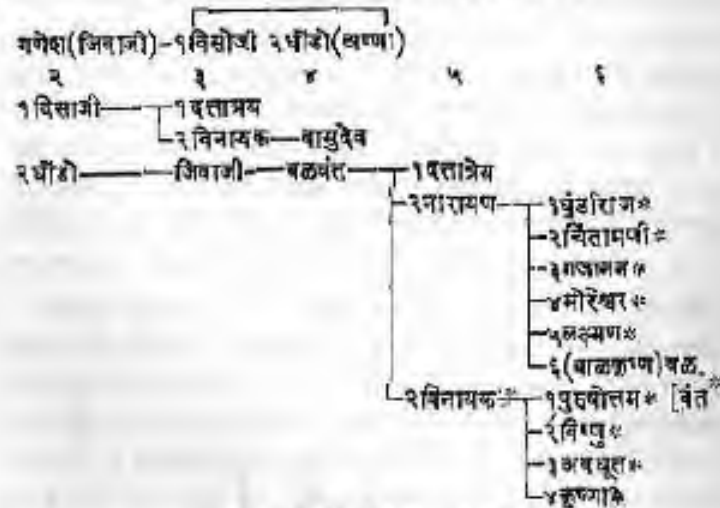 गणेश(जिवाजी)-१विसोजी २धोंडो(अण्णा)
२ ३ ४ ५ ६
१विसाजी १दत्तात्रय
२विनायक वासुदेव
२धोंडो जिवाजी बळवंत १दत्तात्रेय
२नारायण १धुंडीराज*
२चिंतामणी*
३गजानन*
४मोरेश्वर*
५लक्ष्मण*
६(बाळकृष्ण)बळ.
२विनायक* १पुरुषोत्तम* [वंत*
२विष्णु*
३अवधूत*
४कृष्णाके